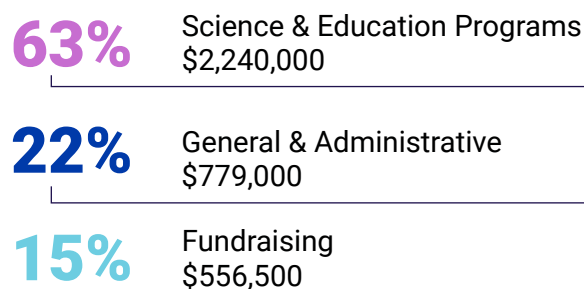 63%
Science & Education Programs
$2,240,000
22%
General & Administrative
$779,000
15%
Fundraising
$556,500